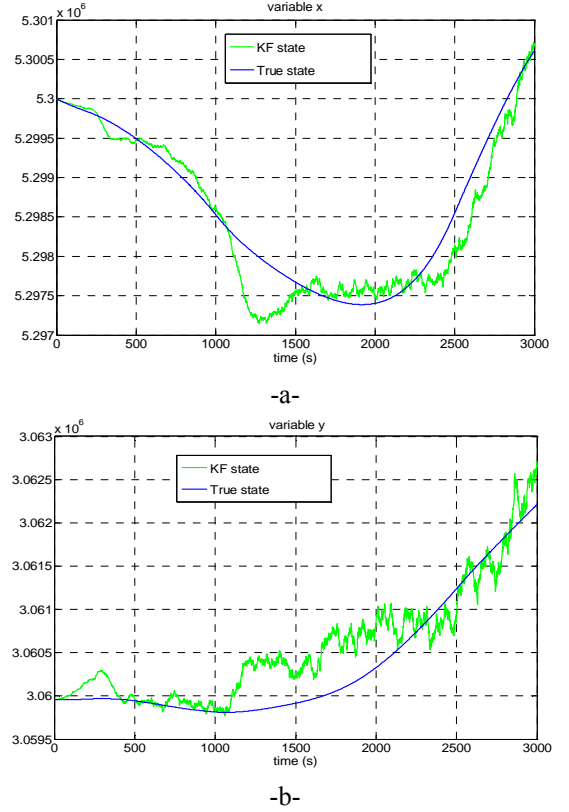 variable x
x 10^6
5.301
5.3005
5.3
5.2995
5.299
5.2985
5.298
5.2975
5.297
KF state
True state
0 500 1000 1500 2000 2500 3000
time (s)
-a-
variable y
x 10^6
3.063
3.0625
3.062
3.0615
3.061
3.0605
3.06
3.0595
KF state
True state
0 500 1000 1500 2000 2500 3000
time (s)
-b-